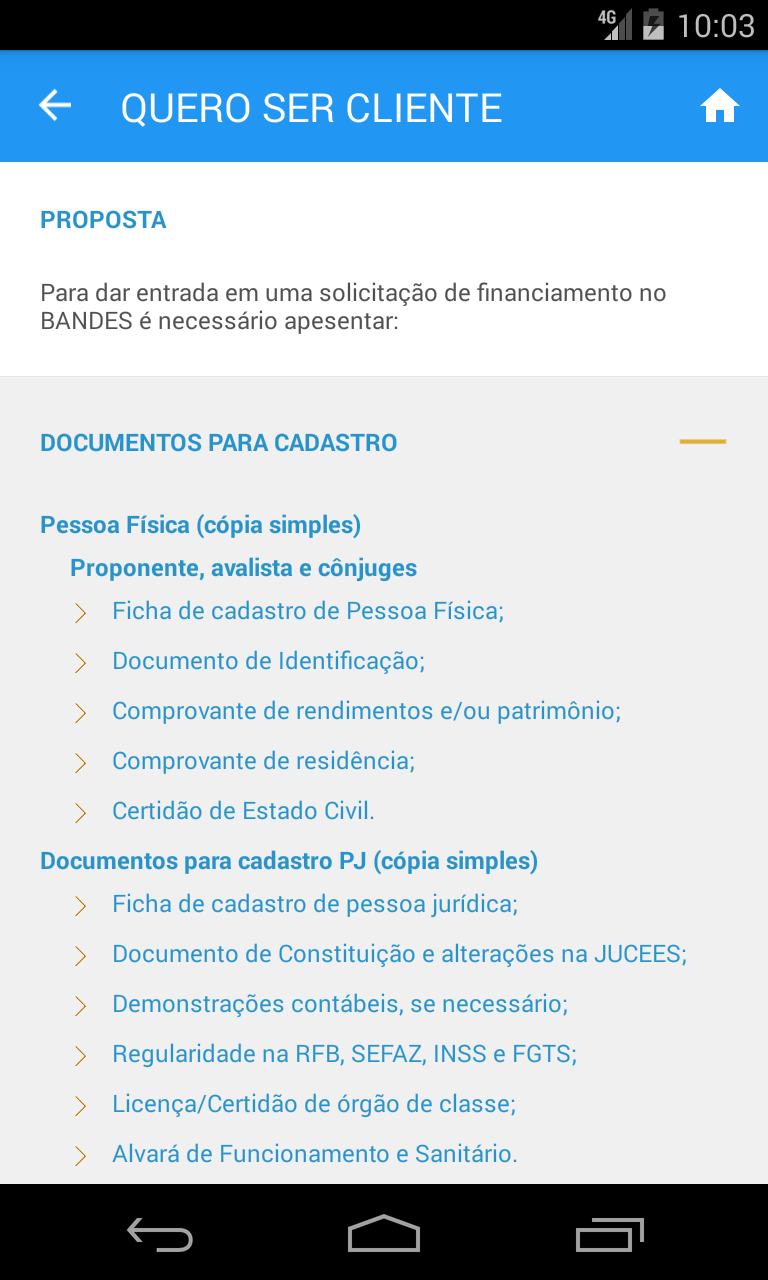 4G 10:03
QUERO SER CLIENTE
PROPOSTA
Para dar entrada em uma solicitação de financiamento no
BANDES é necessário apesentar:
DOCUMENTOS PARA CADASTRO
Pessoa Física (cópia simples)
Proponente, avalista e cônjuges
Ficha de cadastro de Pessoa Física;
Documento de Identificação;
Comprovante de rendimentos e/ou patrimônio;
Comprovante de residência;
Certidão de Estado Civil.
Documentos para cadastro PJ (cópia simples)
Ficha de cadastro de pessoa jurídica;
Documento de Constituição e alterações na JUCEES;
Demonstrações contábeis, se necessário;
Regularidade na RFB, SEFAZ, INSS e FGTS;
Licença/Certidão de órgão de classe;
Alvará de Funcionamento e Sanitário.